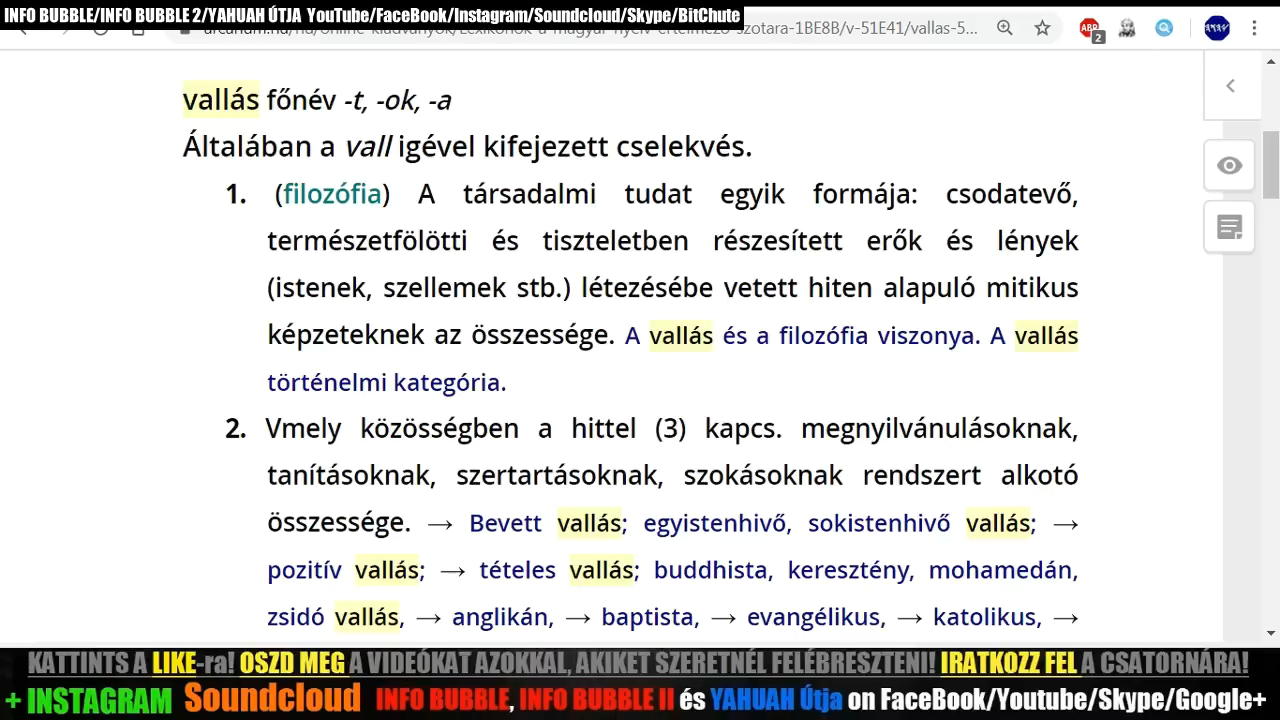 INFO BUBBLE/INFO BUBBLE 2/YAHUAH ÚTJA YouTube/FaceBook/Instagram/Soundcloud/Skype/BitChute
vallás főnév -t, -ok, -a
Általában a vall igével kifejezett cselekvés.
1. (filozófia) A társadalmi tudat egyik formája: csodatevő,
természetfölötti és tiszteletben részesített erők és lények
(istenek, szellemek stb.) létezésébe vetett hiten alapuló mitikus
képzeteknek az összessége. A vallás és a filozófia viszonya. A vallás
történelmi kategória.
2. Vmely közösségben a hittel (3) kapcs. megnyilvánulásoknak,
tanításoknak, szertartásoknak, szokásoknak rendszert alkotó
összessége. → Bevett vallás; egyistenhivő, sokistenhivő vallás; →
pozitív vallás; → tételes vallás; buddhista, keresztény, mohamedán,
zsidó vallás, → anglikán, → baptista, → evangélikus, → katolikus, →
KATTINTS A LIKE-ra! OSZD MEG A VIDEÓKAT AZOKKAL, AKIKET SZERETNÉL FELÉBRESZTENI! IRATKOZZ FEL A CSATORNÁRA!
+ INSTAGRAM Soundcloud INFO BUBBLE, INFO BUBBLE II és YAHUAH Útja on FaceBook/Youtube/Skype/Google+